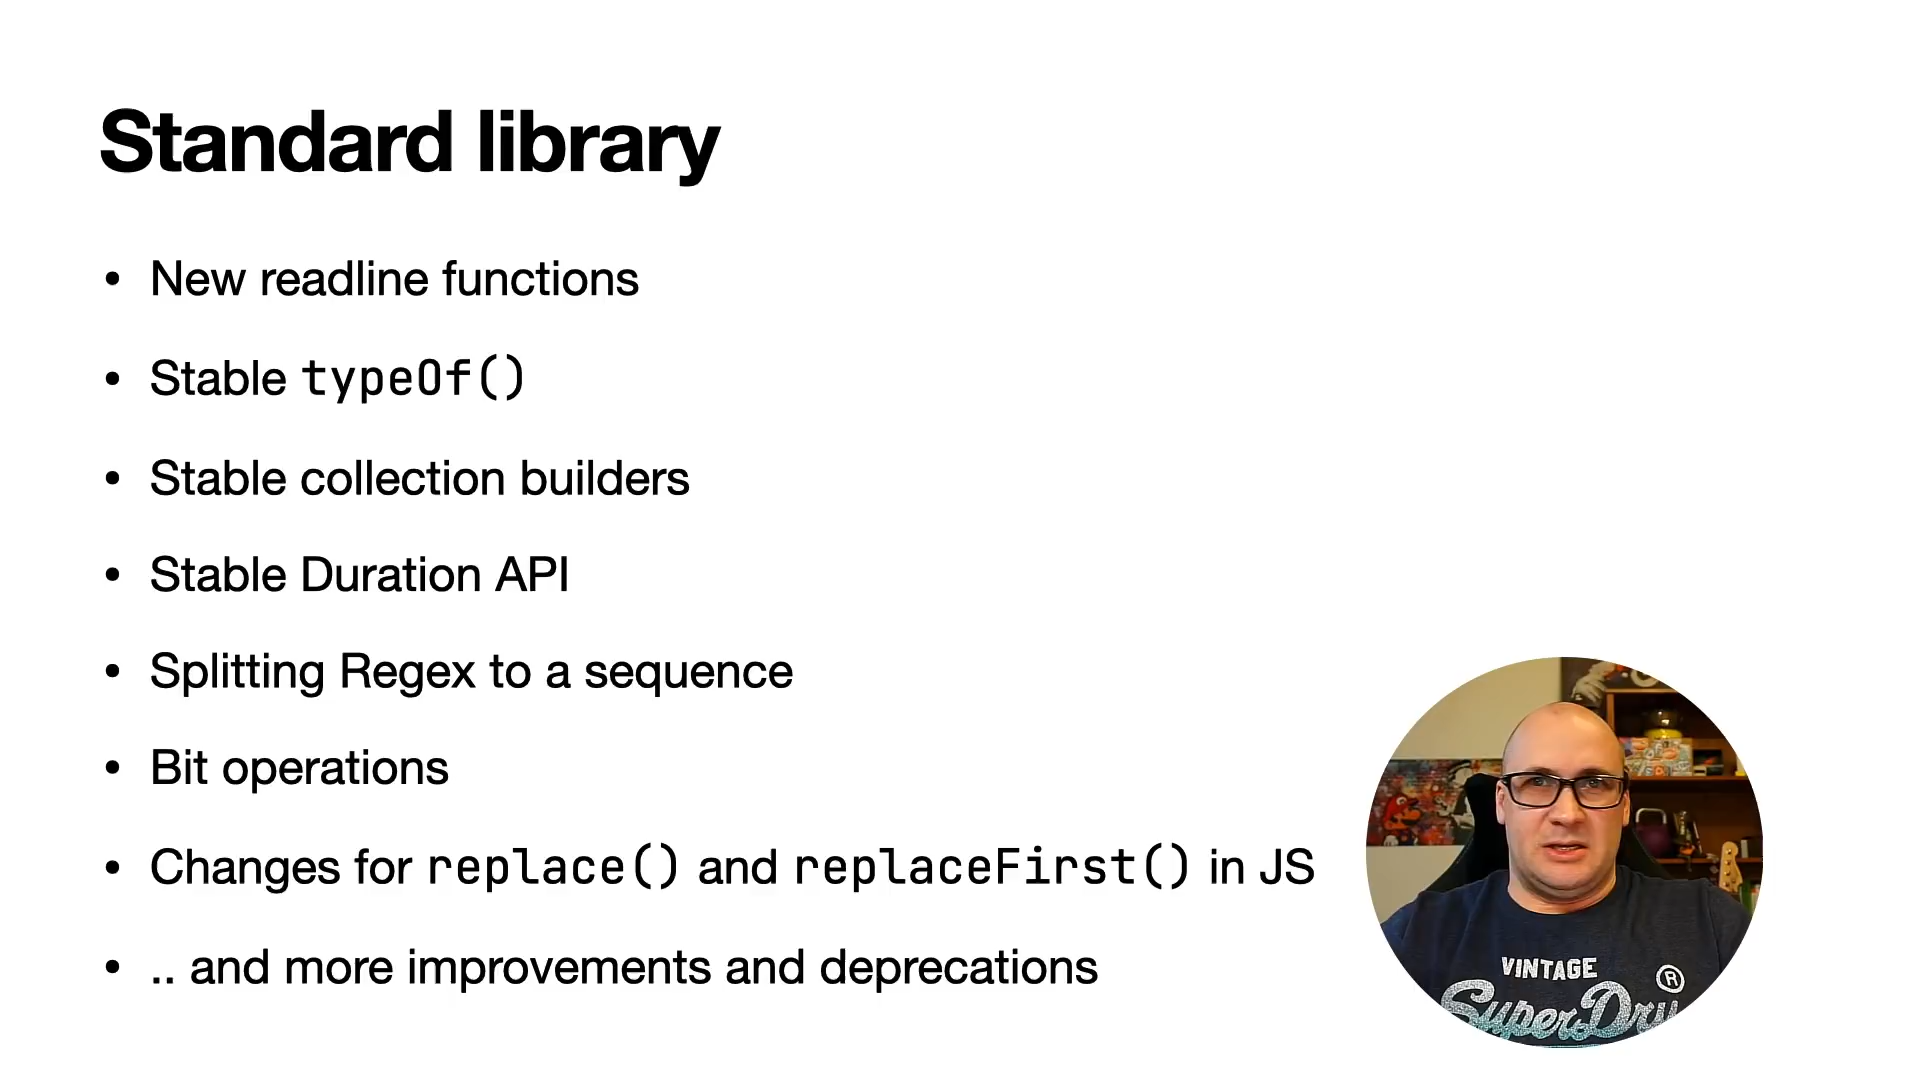 Standard library
• New readline functions
• Stable typeOf()
• Stable collection builders
• Stable Duration API
• Splitting Regex to a sequence
• Bit operations
• Changes for replace() and replaceFirst() in JS
• .. and more improvements and deprecations
VINTAGE
®
SuperDry